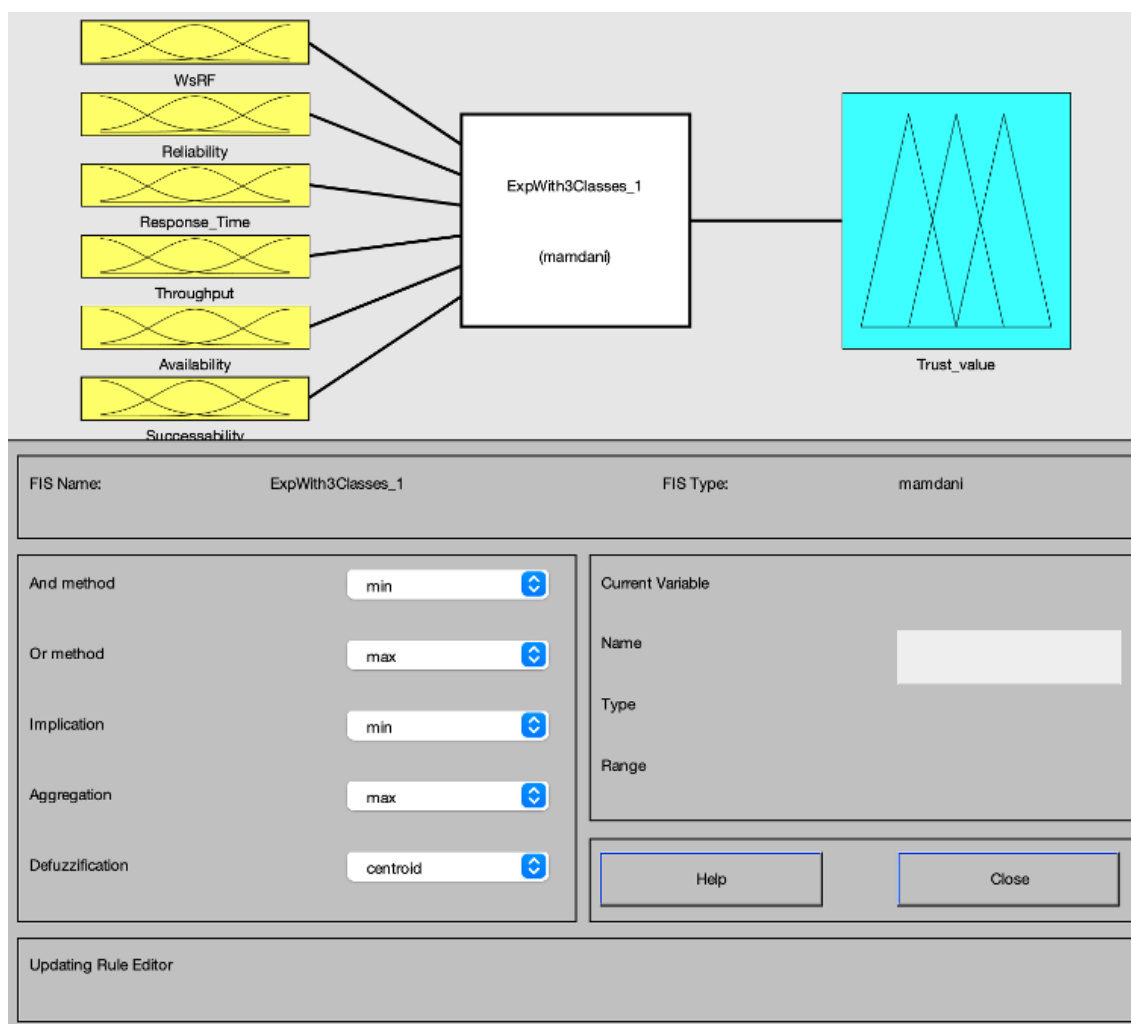 WsRF
Reliability
Response_Time
Throughput
Availability
Successability
ExpWith3Classes_1
(mamdani)
Trust_value
FIS Name: ExpWith3Classes_1 FIS Type: mamdani
And method min
Or method max
Implication min
Aggregation max
Defuzzification centroid
Current Variable
Name
Type
Range
Help Close
Updating Rule Editor